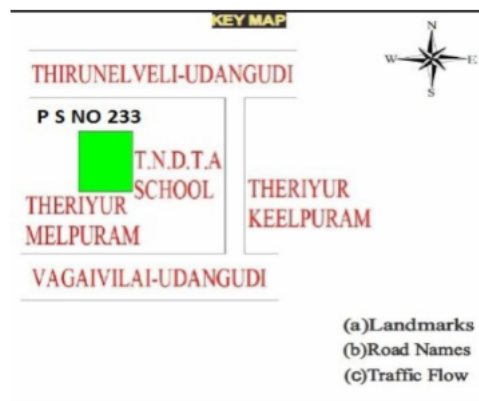 KEY MAP
N
W
E
S
THIRUNELVELI-UDANGUDI
P S NO 233
T.N.D.T.A
SCHOOL
THERIYUR
MELPURAM
THERIYUR
KEELPURAM
VAGAIVILAI-UDANGUDI
(a)Landmarks
(b)Road Names
(c)Traffic Flow